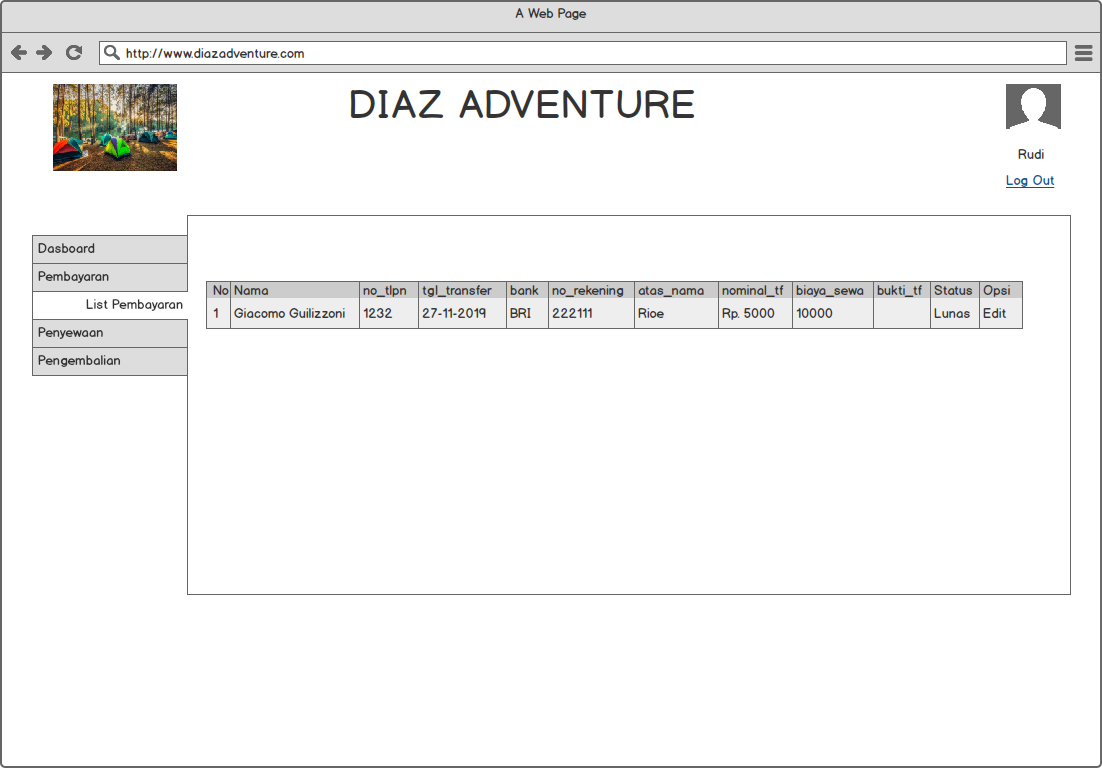 A Web Page
http://www.diazadventure.com
DIAZ ADVENTURE
Rudi
Log Out
Dasboard
Pembayaran
List Pembayaran
Penyewaan
Pengembalian
No Nama no_tlpn tgl_transfer bank no_rekening atas_nama nominal_tf biaya_sewa bukti_tf Status Opsi
1 Giacomo Guilizzoni 1232 27-11-2019 BRI 222111 Rioe Rp. 5000 10000 Lunas Edit